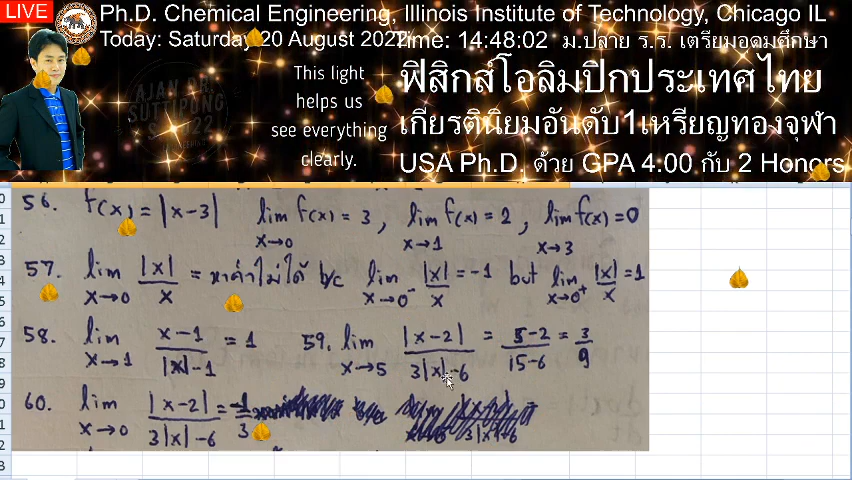 LIVE
Ph.D. Chemical Engineering, Illinois Institute of Technology, Chicago IL
Today: Saturday 20 August 2022 Time: 14:48:02 ม.ปลาย ร.ร. เตรียมอุดมศึกษา
This light
helps us
see everything
clearly.
ฟิสิกส์โอลิมปิกประเทศไทย
เกียรตินิยมอันดับ1เหรียญทองจุฬา
USA Ph.D. ด้วย GPA 4.00 กับ 2 Honors
AJAN DR.
SUTTIPONG
56. f(x) = |x-3| lim x→0 f(x) = 3 , lim x→1 f(x) = 2 , lim x→3 f(x) = 0
57. lim x→0 |x|/x = หาค่าไม่ได้ b/c lim x→0⁻ |x|/x = -1 but lim x→0⁺ |x|/x = 1
58. lim x→1 x-1/|x|-1 = 1 59. lim x→5 |x-2|/3|x|-6 = 5-2/15-6 = 3/9
60. lim x→0 |x-2|/3|x|-6 = -1/3